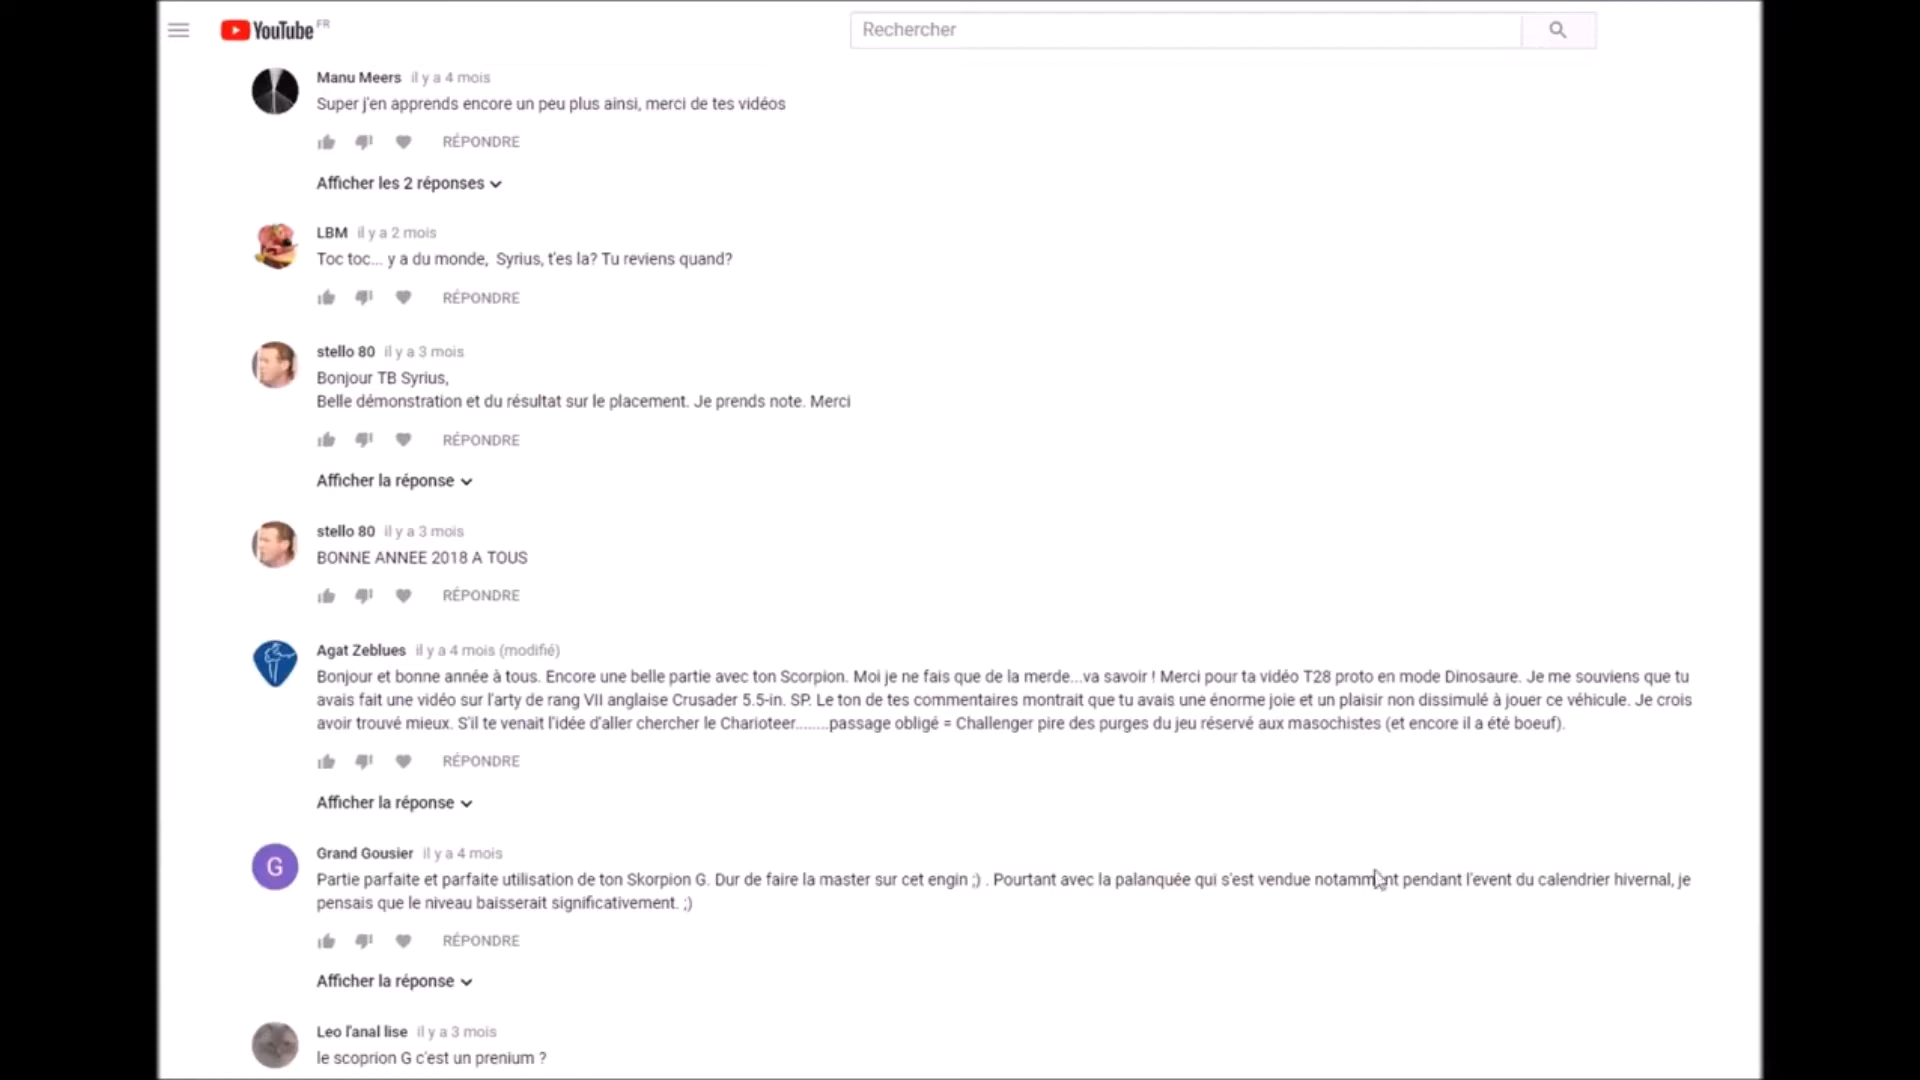 YouTube FR
Rechercher
Manu Meers il y a 4 mois
Super j'en apprends encore un peu plus ainsi, merci de tes vidéos
RÉPONDRE
Afficher les 2 réponses
LBM il y a 2 mois
Toc toc... y a du monde, Syrius, t'es la? Tu reviens quand?
RÉPONDRE
stello 80 il y a 3 mois
Bonjour TB Syrius,
Belle démonstration et du résultat sur le placement. Je prends note. Merci
RÉPONDRE
Afficher la réponse
stello 80 il y a 3 mois
BONNE ANNEE 2018 A TOUS
RÉPONDRE
Agat Zeblues il y a 4 mois (modifié)
Bonjour et bonne année à tous. Encore une belle partie avec ton Scorpion. Moi je ne fais que de la merde...va savoir ! Merci pour ta vidéo T28 proto en mode Dinosaure. Je me souviens que tu
avais fait une vidéo sur l'arty de rang VII anglaise Crusader 5.5-in. SP. Le ton de tes commentaires montrait que tu avais une énorme joie et un plaisir non dissimulé à jouer ce véhicule. Je crois
avoir trouvé mieux. S'il te venait l'idée d'aller chercher le Charioteer........passage obligé = Challenger pire des purges du jeu réservé aux masochistes (et encore il a été boeuf).
RÉPONDRE
Afficher la réponse
G
Grand Gousier il y a 4 mois
Partie parfaite et parfaite utilisation de ton Skorpion G. Dur de faire la master sur cet engin ;) . Pourtant avec la palanquée qui s'est vendue notamment pendant l'event du calendrier hivernal, je
pensais que le niveau baisserait significativement. ;)
RÉPONDRE
Afficher la réponse
Leo l'anal lise il y a 3 mois
le scoprion G c'est un prenium ?